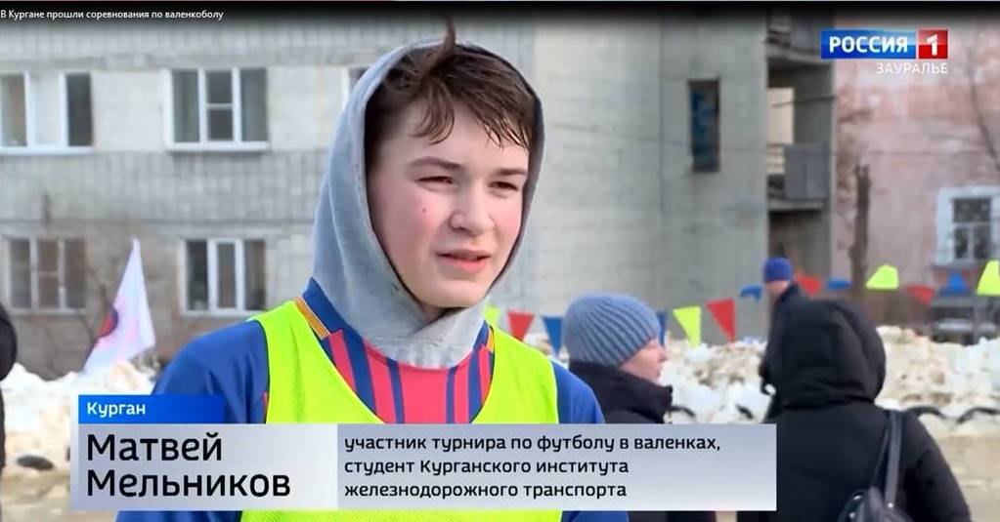 В Кургане прошли соревнования по валенкоболу
РОССИЯ 1
ЗАУРАЛЬЕ
Курган
Матвей
Мельников
участник турнира по футболу в валенках,
студент Курганского института
железнодорожного транспорта